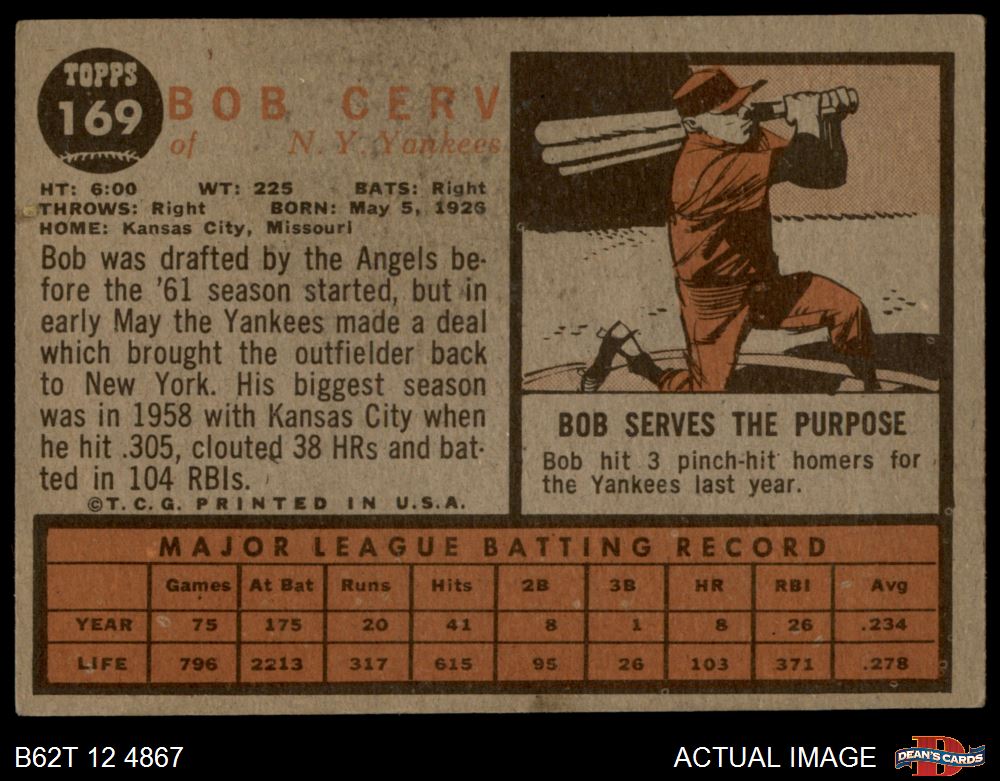 TOPPS
169
BOB CERV
of N. Y. Yankees
HT: 6:00 WT: 225 BATS: Right
THROWS: Right BORN: May 5, 1926
HOME: Kansas City, Missouri
Bob was drafted by the Angels be-
fore the '61 season started, but in
early May the Yankees made a deal
which brought the outfielder back
to New York. His biggest season
was in 1958 with Kansas City when
he hit .305, clouted 38 HRs and bat-
ted in 104 RBIs.
©T.C.G. PRINTED IN U.S.A.
BOB SERVES THE PURPOSE
Bob hit 3 pinch-hit homers for
the Yankees last year.
MAJOR LEAGUE BATTING RECORD
Games At Bat Runs Hits 2B 3B HR RBI Avg
YEAR 75 175 20 41 8 1 8 26 .234
LIFE 796 2213 317 615 95 26 103 371 .278
B62T 12 4867
ACTUAL IMAGE
D
DEAN'S CARDS